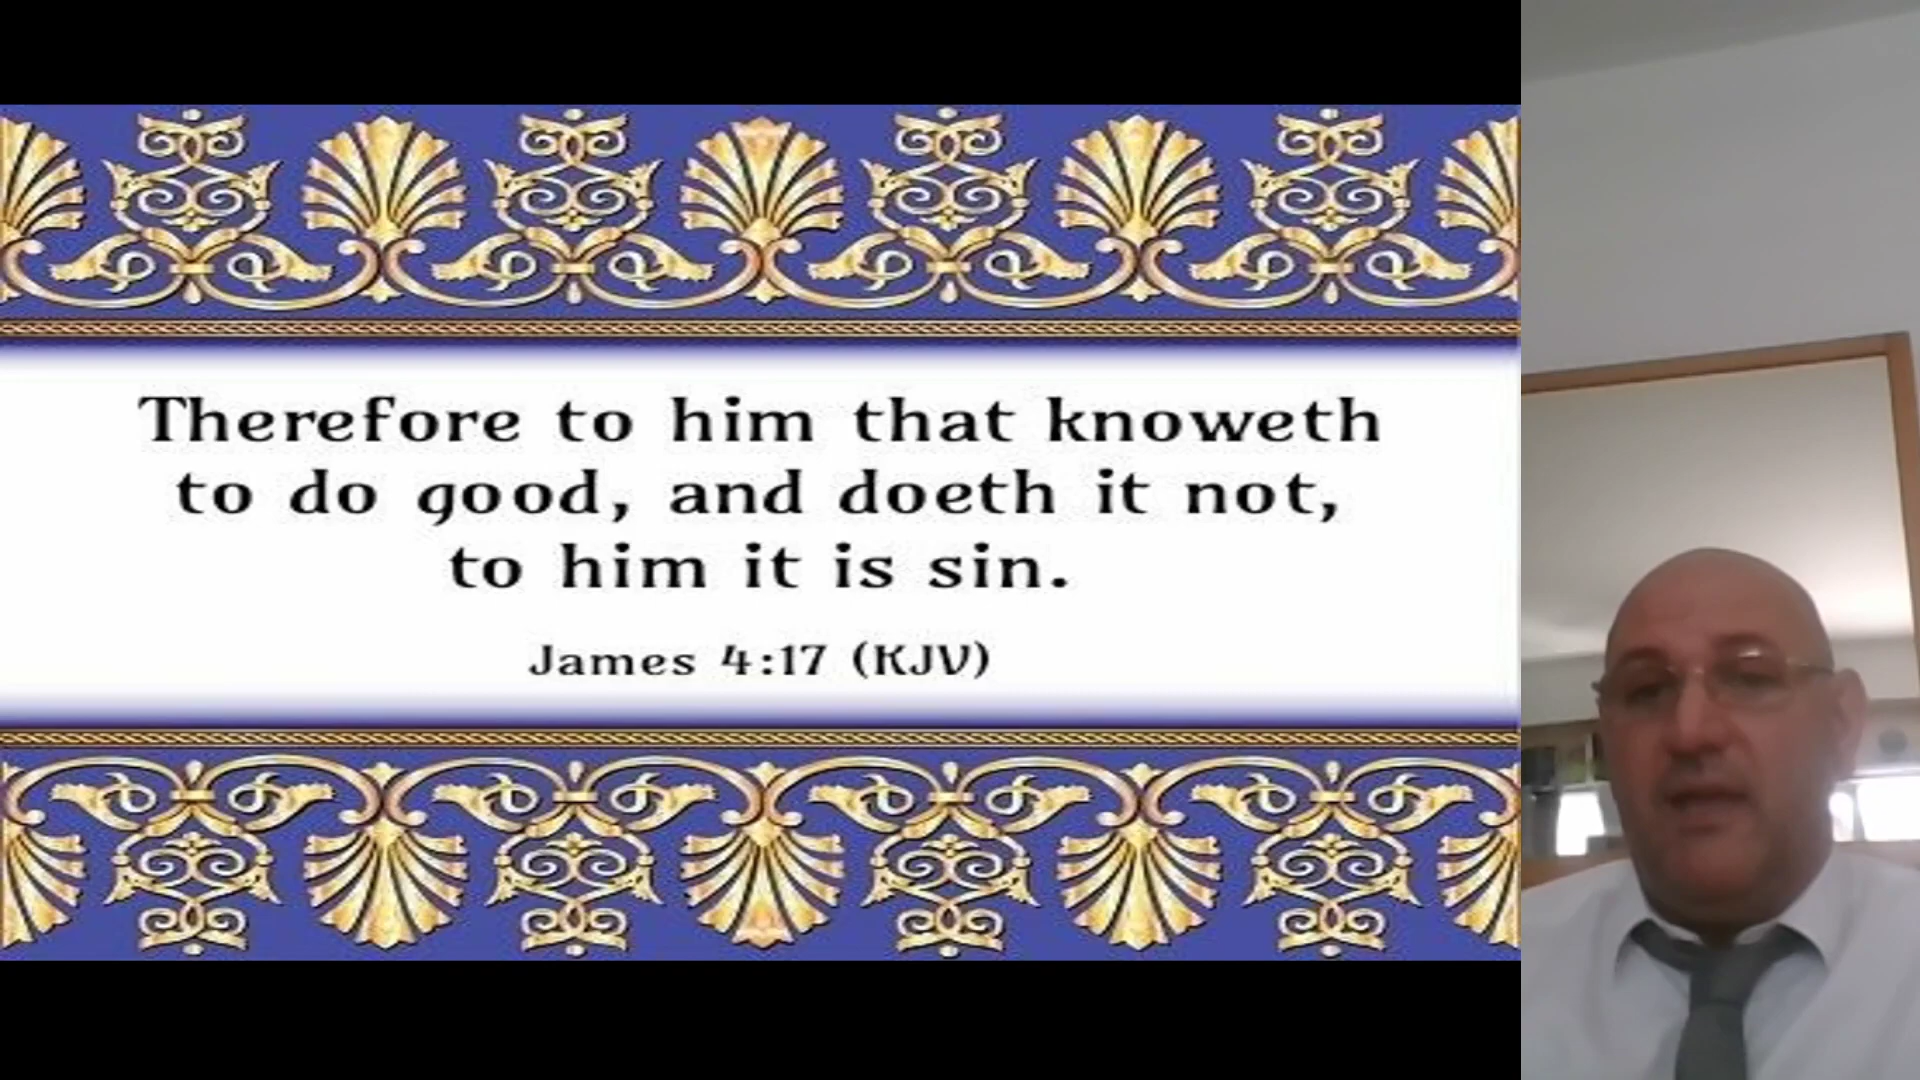 Therefore to him that knoweth
to do good, and doeth it not,
to him it is sin.
James 4:17 (KJV)